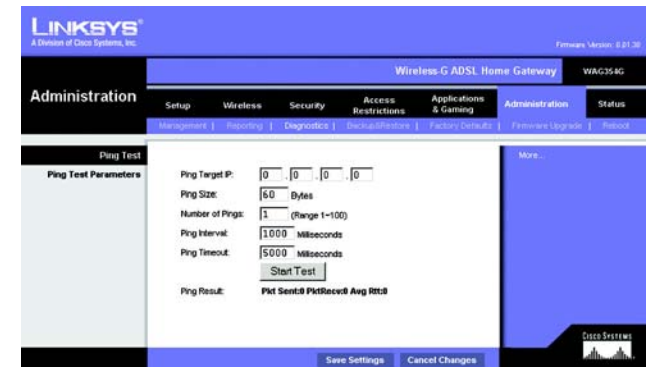 LINKSYS®
A Division of Cisco Systems, Inc.
Firmware Version: 0.01.30
Wireless-G ADSL Home Gateway WAG354G
Administration
Setup Wireless Security Access Restrictions Applications & Gaming Administration Status
Management | Reporting | Diagnostics | Backup&Restore | Factory Defaults | Firmware Upgrade | Reboot
Ping Test
Ping Test Parameters
More...
Ping Target IP: 0 . 0 . 0 . 0
Ping Size: 60 Bytes
Number of Pings: 1 (Range 1~100)
Ping Interval: 1000 Miliseconds
Ping Timeout: 5000 Miliseconds
Start Test
Ping Result: Pkt Sent:0 PktRecv:0 Avg Rtt:0
Save Settings Cancel Changes
CISCO SYSTEMS